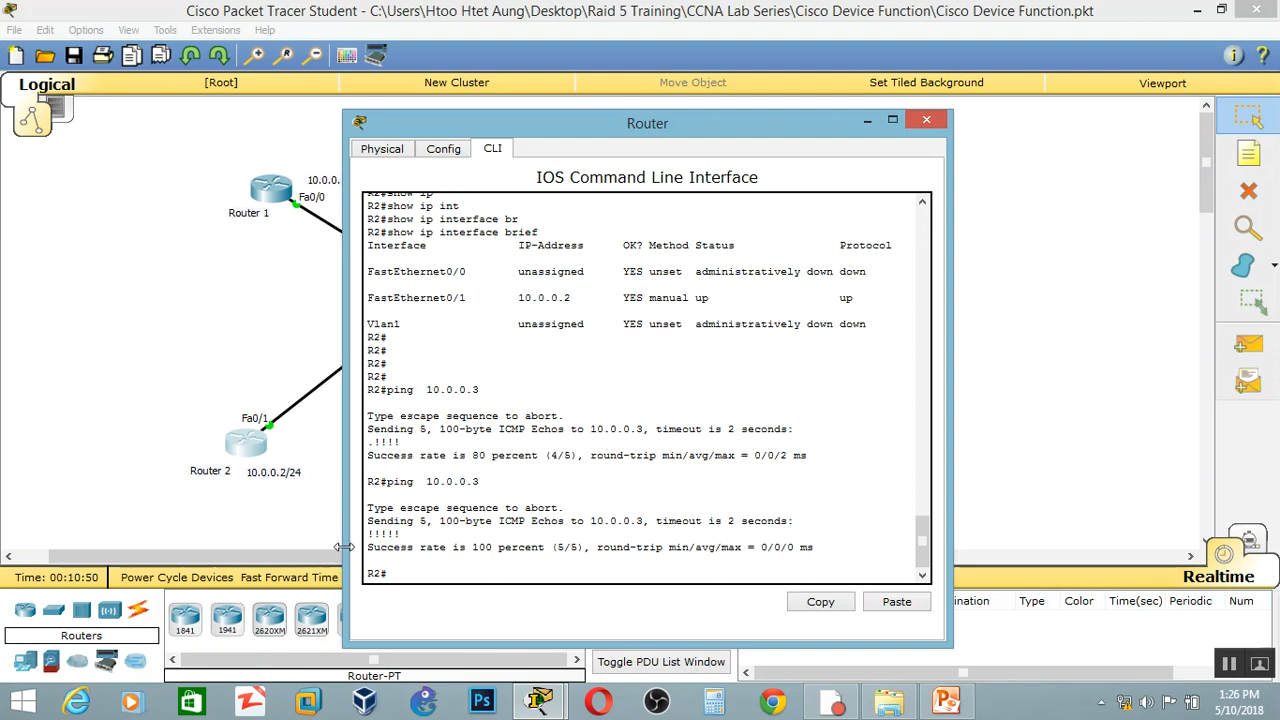 Cisco Packet Tracer Student - C:\Users\Htoo Htet Aung\Desktop\Raid 5 Training\CCNA Lab Series\Cisco Device Function\Cisco Device Function.pkt
File Edit Options View Tools Extensions Help
Logical [Root] New Cluster Move Object Set Tiled Background Viewport
Router
Physical Config CLI
IOS Command Line Interface
10.0.0.
Fa0/0
Router 1
Fa0/1
Router 2 10.0.0.2/24
R2#show ip
R2#show ip int
R2#show ip interface br
R2#show ip interface brief
Interface IP-Address OK? Method Status Protocol
FastEthernet0/0 unassigned YES unset administratively down down
FastEthernet0/1 10.0.0.2 YES manual up up
Vlan1 unassigned YES unset administratively down down
R2#
R2#
R2#
R2#
R2#ping 10.0.0.3
Type escape sequence to abort.
Sending 5, 100-byte ICMP Echos to 10.0.0.3, timeout is 2 seconds:
.!!!!
Success rate is 80 percent (4/5), round-trip min/avg/max = 0/0/2 ms
R2#ping 10.0.0.3
Type escape sequence to abort.
Sending 5, 100-byte ICMP Echos to 10.0.0.3, timeout is 2 seconds:
!!!!!
Success rate is 100 percent (5/5), round-trip min/avg/max = 0/0/0 ms
R2#
Copy Paste
Time: 00:10:50 Power Cycle Devices Fast Forward Time Realtime
1841 1941 2620XM 2621XM
Routers
Router-PT
Toggle PDU List Window
ination Type Color Time(sec) Periodic Num
Ps
1:26 PM
5/10/2018